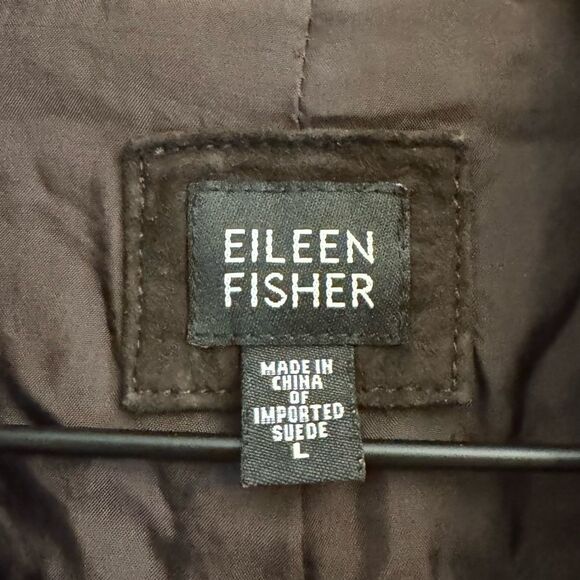 EILEEN
FISHER
MADE IN
CHINA
OF
IMPORTED
SUEDE
L